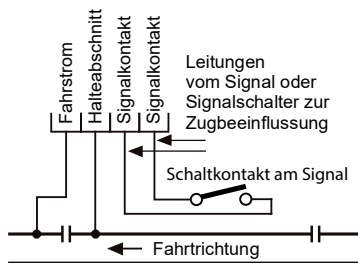 Fahrstrom
Halteabschnitt
Signalkontakt
Signalkontakt
Leitungen
vom Signal oder
Signalschalter zur
Zugbeeinflussung
Schaltkontakt am Signal
Fahrtrichtung